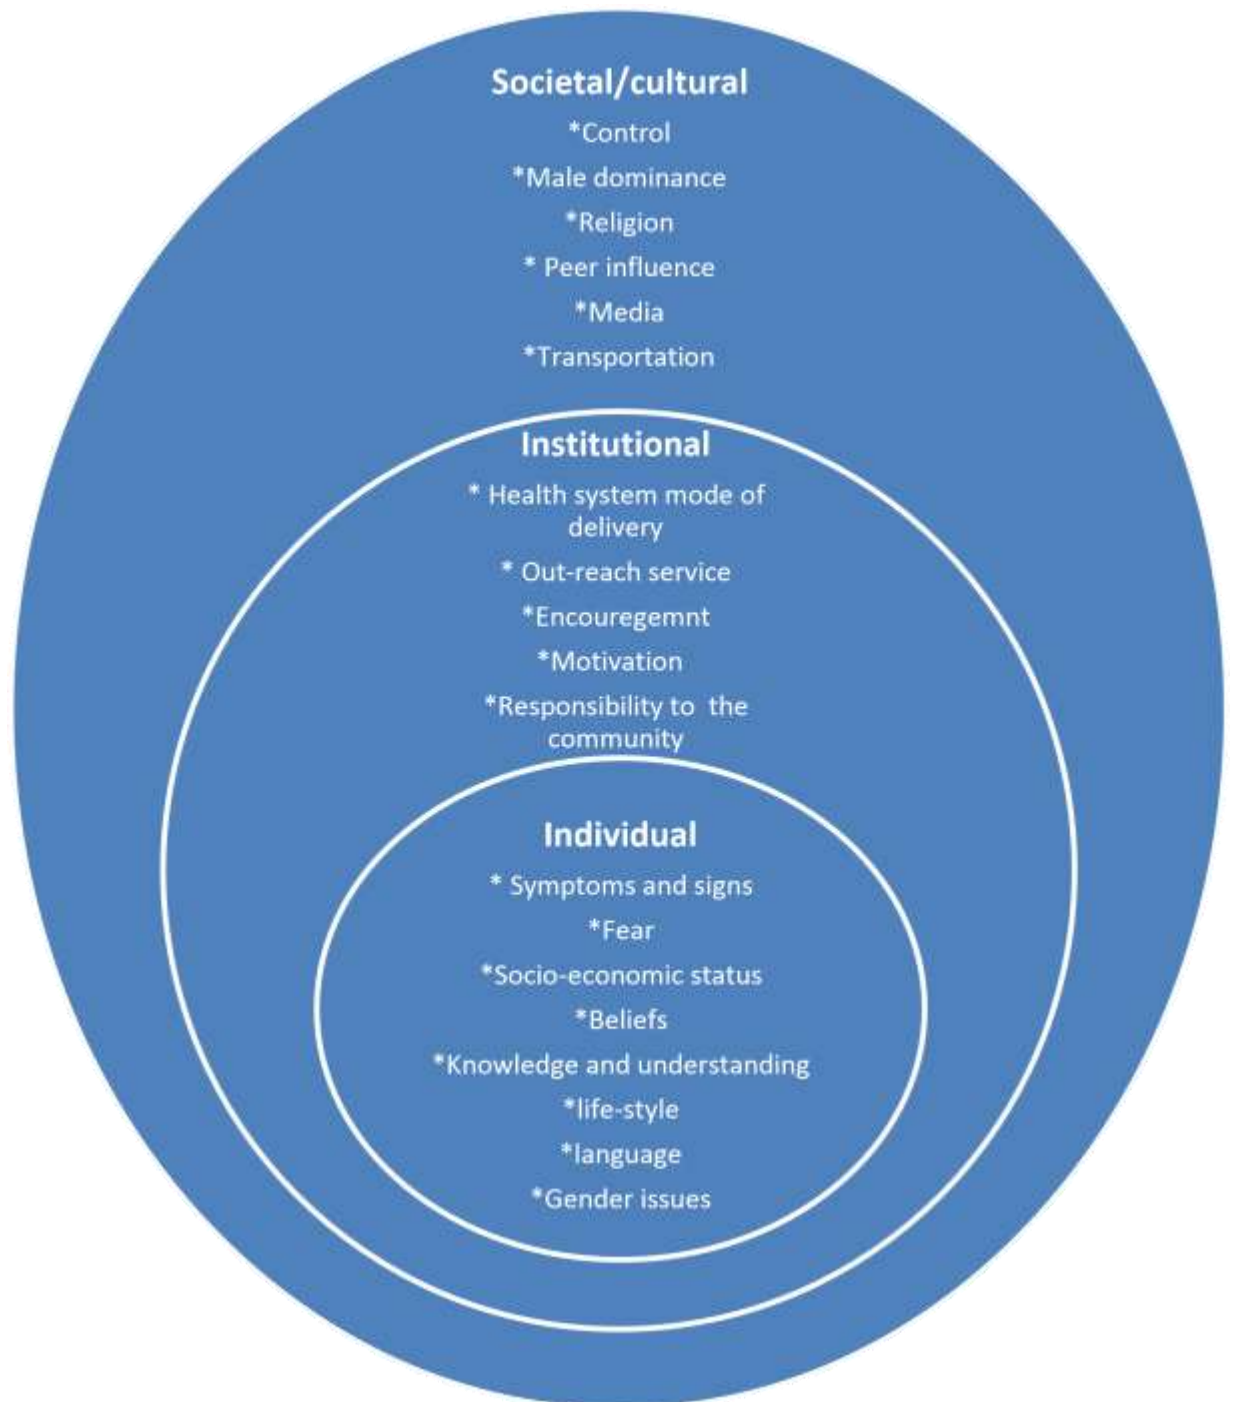 Societal/cultural
*Control
*Male dominance
*Religion
* Peer influence
*Media
*Transportation
Institutional
* Health system mode of
delivery
* Out-reach service
*Encouregemnt
*Motivation
*Responsibility to  the
community
Individual
* Symptoms and signs
*Fear
*Socio-economic status
*Beliefs
*Knowledge and understanding
*life-style
*language
*Gender issues